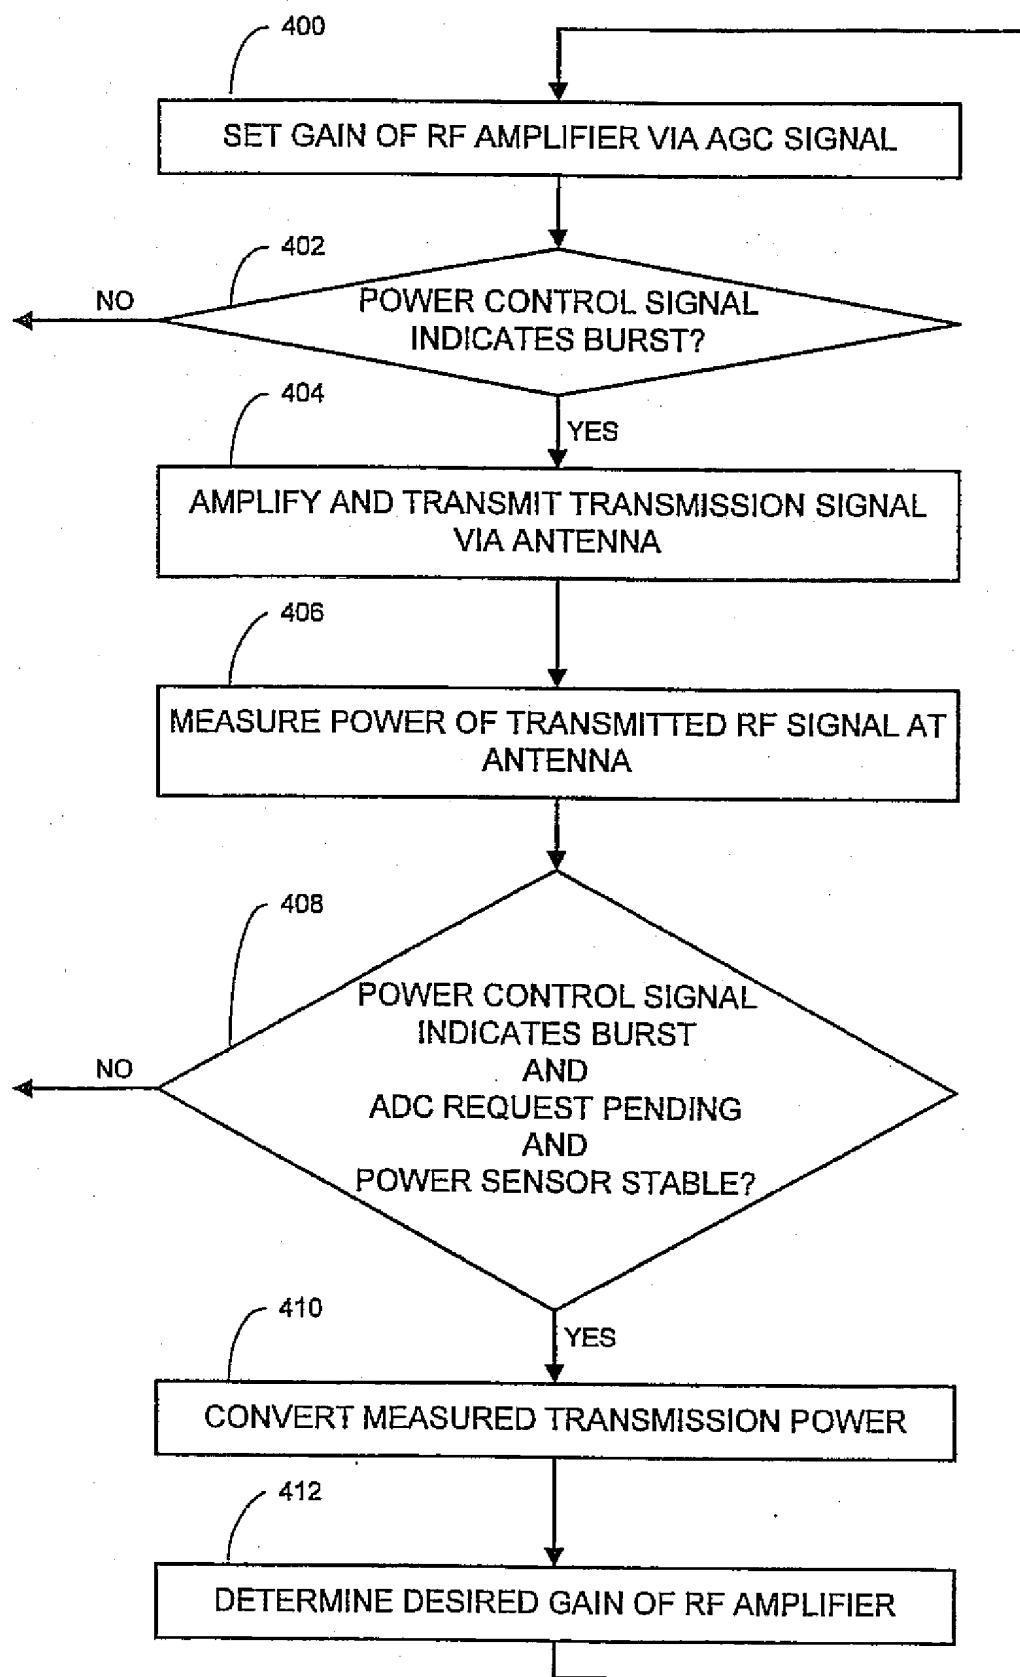 400
SET GAIN OF RF AMPLIFIER VIA AGC SIGNAL
402
NO
POWER CONTROL SIGNAL
INDICATES BURST?
404
YES
AMPLIFY AND TRANSMIT TRANSMISSION SIGNAL
VIA ANTENNA
406
MEASURE POWER OF TRANSMITTED RF SIGNAL AT
ANTENNA
408
POWER CONTROL SIGNAL
INDICATES BURST
NO
AND
ADC REQUEST PENDING
AND
POWER SENSOR STABLE?
410
YES
CONVERT MEASURED TRANSMISSION POWER
412
DETERMINE DESIRED GAIN OF RF AMPLIFIER